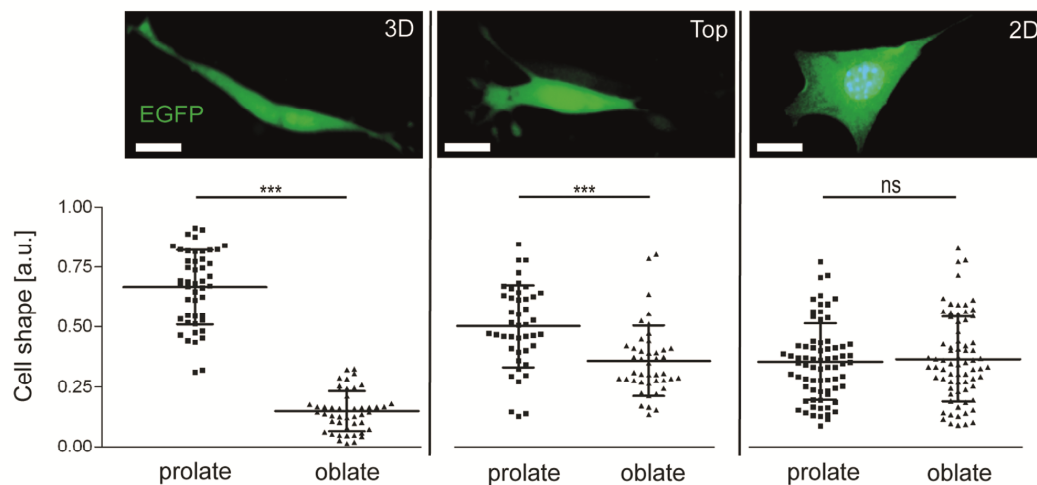 3D
Top
2D
EGFP
***
***
ns
Cell shape [a.u.]
1.00
0.75
0.50
0.25
0.00
prolate
oblate
prolate
oblate
prolate
oblate